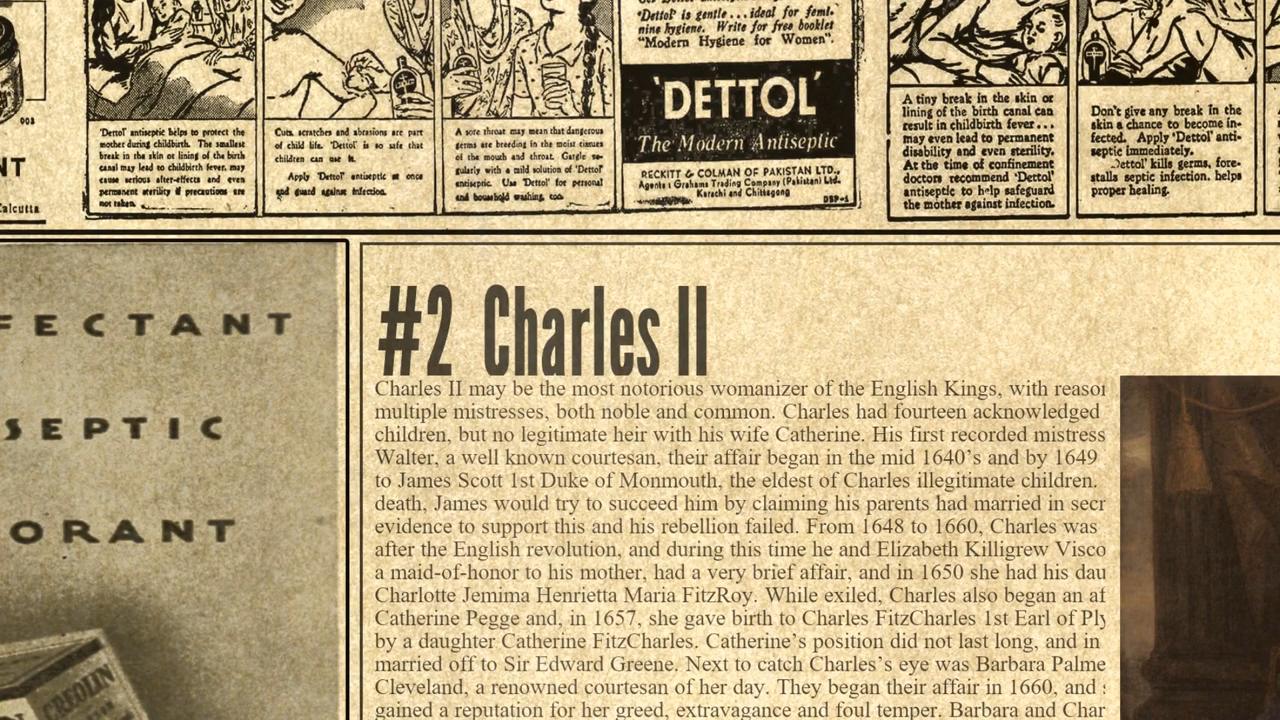 'Dettol' is gentle...ideal for femi-
nine hygiene. Write for free booklet
"Modern Hygiene for Women".
'DETTOL'
The Modern Antiseptic
RECKITT & COLMAN OF PAKISTAN LTD.,
Agents : Grahams Trading Company (Pakistan) Ltd.
Karachi and Chittagong
DBP-1
'Dettol' antiseptic helps to protect the
mother during childbirth. The smallest
break in the skin or lining of the birth
canal may lead to childbirth fever, may
cause serious after-effects and even
permanent sterility if precautions are
not taken.
Cuts, scratches and abrasions are part
of child life. 'Dettol' is so safe that
children can use it.
Apply 'Dettol' antiseptic at once
and guard against infection.
A sore throat may mean that dangerous
germs are breeding in the moist tissues
of the mouth and throat. Gargle re-
gularly with a mild solution of 'Dettol'
antiseptic. Use 'Dettol' for personal
and household washing, too.
A tiny break in the skin or
lining of the birth canal can
result in childbirth fever...
may even lead to permanent
disability and even sterility.
At the time of confinement
doctors recommend 'Dettol'
antiseptic to help safeguard
the mother against infection.
Don't give any break in the
skin a chance to become in-
fected. Apply 'Dettol' anti-
septic immediately.
'Dettol' kills germs, fore-
stalls septic infection, helps
proper healing.
NT
Calcutta
FECTANT
SEPTIC
ORANT
CREOLIN
#2 Charles II
Charles II may be the most notorious womanizer of the English Kings, with reason
multiple mistresses, both noble and common. Charles had fourteen acknowledged
children, but no legitimate heir with his wife Catherine. His first recorded mistress
Walter, a well known courtesan, their affair began in the mid 1640's and by 1649
to James Scott 1st Duke of Monmouth, the eldest of Charles illegitimate children.
death, James would try to succeed him by claiming his parents had married in secr
evidence to support this and his rebellion failed. From 1648 to 1660, Charles was
after the English revolution, and during this time he and Elizabeth Killigrew Visco
a maid-of-honor to his mother, had a very brief affair, and in 1650 she had his dau
Charlotte Jemima Henrietta Maria FitzRoy. While exiled, Charles also began an af
Catherine Pegge and, in 1657, she gave birth to Charles FitzCharles 1st Earl of Ply
by a daughter Catherine FitzCharles. Catherine's position did not last long, and in
married off to Sir Edward Greene. Next to catch Charles's eye was Barbara Palme
Cleveland, a renowned courtesan of her day. They began their affair in 1660, and
gained a reputation for her greed, extravagance and foul temper. Barbara and Char